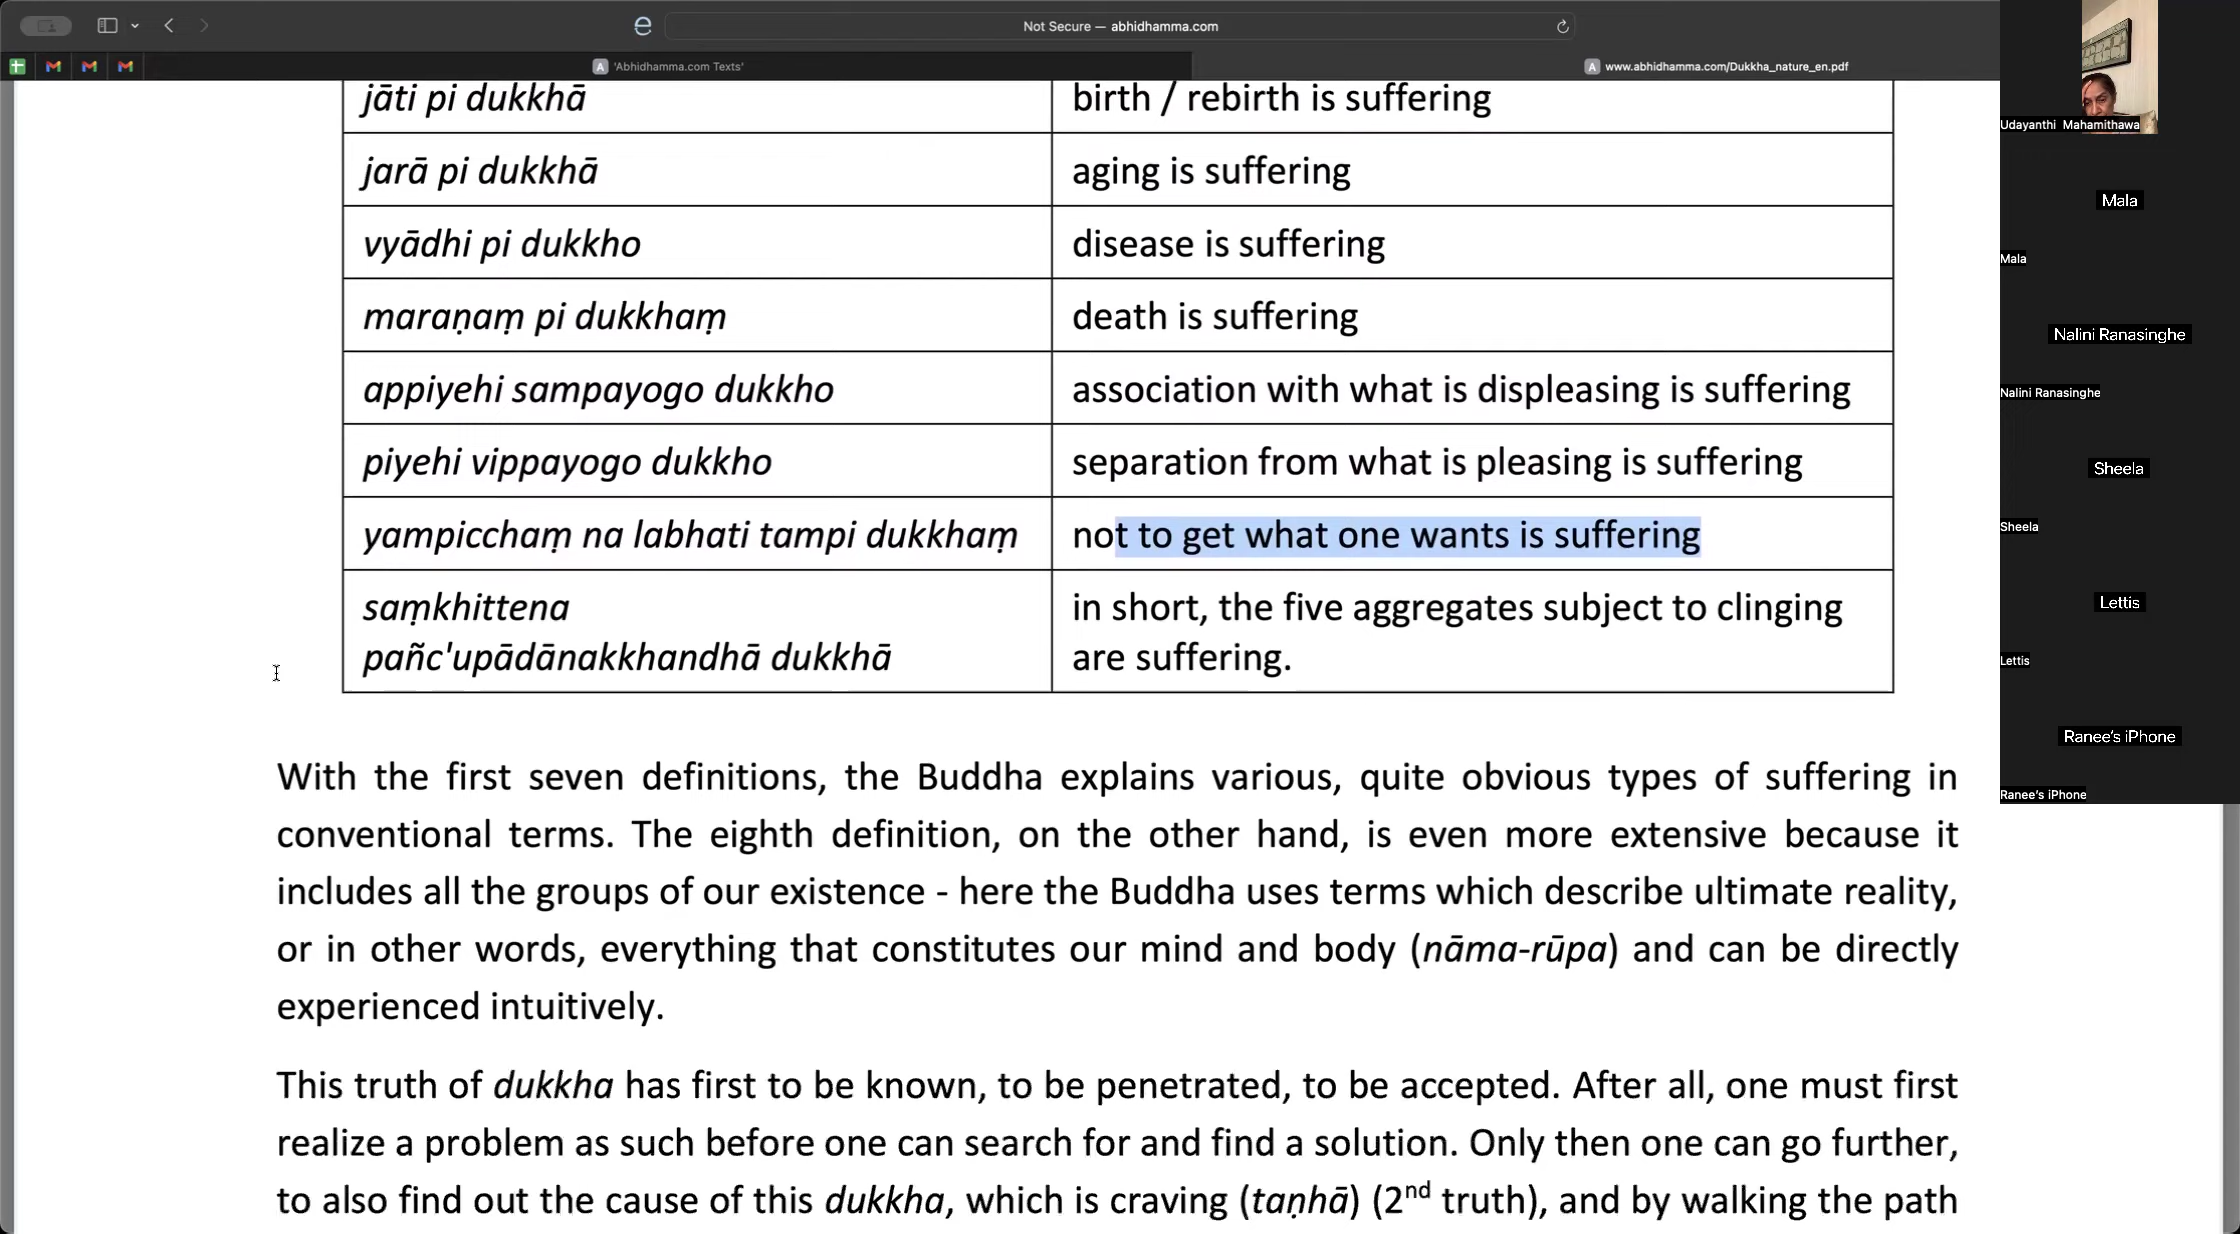 Not Secure — abhidhamma.com
'Abhidhamma.com Texts'
www.abhidhamma.com/Dukkha_nature_en.pdf
jāti pi dukkhā
birth / rebirth is suffering
jarā pi dukkhā
aging is suffering
vyādhi pi dukkho
disease is suffering
maraṇaṃ pi dukkhaṃ
death is suffering
appiyehi sampayogo dukkho
association with what is displeasing is suffering
piyehi vippayogo dukkho
separation from what is pleasing is suffering
yampicchaṃ na labhati tampi dukkhaṃ
not to get what one wants is suffering
saṃkhittena
pañc'upādānakkhandhā dukkhā
in short, the five aggregates subject to clinging
are suffering.
With the first seven definitions, the Buddha explains various, quite obvious types of suffering in
conventional terms. The eighth definition, on the other hand, is even more extensive because it
includes all the groups of our existence - here the Buddha uses terms which describe ultimate reality,
or in other words, everything that constitutes our mind and body (nāma-rūpa) and can be directly
experienced intuitively.
This truth of dukkha has first to be known, to be penetrated, to be accepted. After all, one must first
realize a problem as such before one can search for and find a solution. Only then one can go further,
to also find out the cause of this dukkha, which is craving (taṇhā) (2nd truth), and by walking the path
Udayanthi Mahamithawa
Mala
Mala
Nalini Ranasinghe
Nalini Ranasinghe
Sheela
Sheela
Lettis
Lettis
Ranee's iPhone
Ranee's iPhone